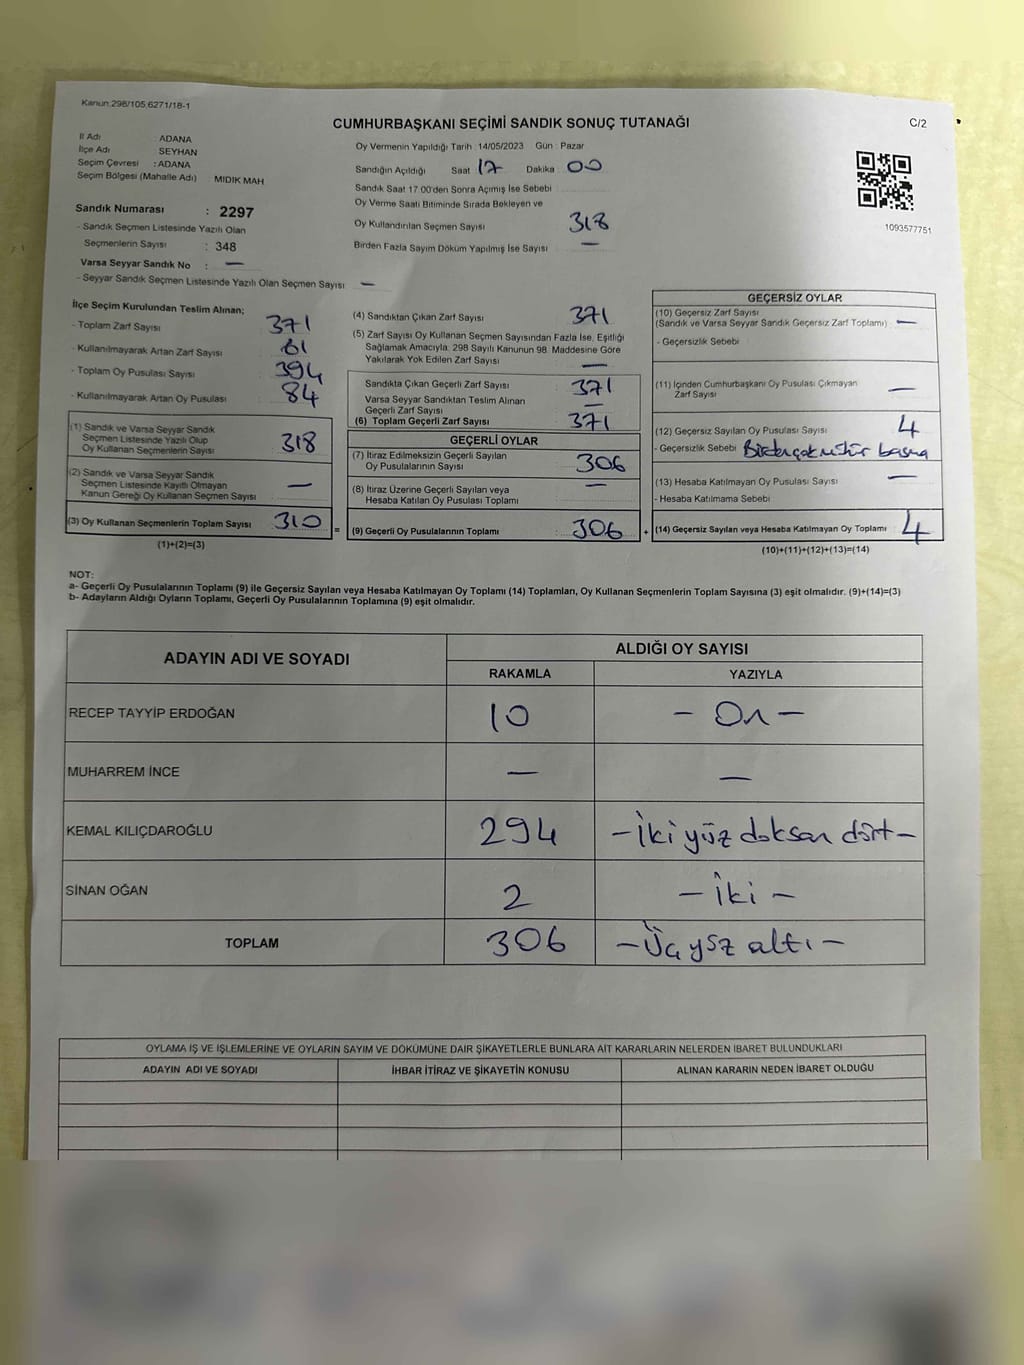 Kanun:298/105,6271/18-1
CUMHURBAŞKANI SEÇİMİ SANDIK SONUÇ TUTANAĞI
C/2
İl Adı ADANA
İlçe Adı SEYHAN
Seçim Çevresi : ADANA
Seçim Bölgesi (Mahalle Adı) MIDIK MAH
Sandık Numarası : 2297
- Sandık Seçmen Listesinde Yazılı Olan
Seçmenlerin Sayısı : 348
Varsa Seyyar Sandık No : —
- Seyyar Sandık Seçmen Listesinde Yazılı Olan Seçmen Sayısı —
Oy Vermenin Yapıldığı Tarih : 14/05/2023 Gün : Pazar
Sandığın Açıldığı Saat 17 Dakika 00
Sandık Saat 17:00'den Sonra Açımış İse Sebebi
Oy Verme Saati Bitiminde Sırada Bekleyen ve
Oy Kullandırılan Seçmen Sayısı 318
Birden Fazla Sayım Döküm Yapılmış İse Sayısı —
1093577751
İlçe Seçim Kurulundan Teslim Alınan;
- Toplam Zarf Sayısı 371
- Kullanılmayarak Artan Zarf Sayısı 61
- Toplam Oy Pusulası Sayısı 394
- Kullanılmayarak Artan Oy Pusulası 84
(1) Sandık ve Varsa Seyyar Sandık
Seçmen Listesinde Yazılı Olup
Oy Kullanan Seçmenlerin Sayısı 318
(2) Sandık ve Varsa Seyyar Sandık
Seçmen Listesinde Kayıtlı Olmayan
Kanun Gereği Oy Kullanan Seçmen Sayısı —
(3) Oy Kullanan Seçmenlerin Toplam Sayısı 310 =
(1)+(2)=(3)
(4) Sandıktan Çıkan Zarf Sayısı 371
(5) Zarf Sayısı Oy Kullanan Seçmen Sayısından Fazla İse, Eşitliği
Sağlamak Amacıyla, 298 Sayılı Kanunun 98. Maddesine Göre
Yakılarak Yok Edilen Zarf Sayısı —
Sandıkta Çıkan Geçerli Zarf Sayısı 371
Varsa Seyyar Sandıktan Teslim Alınan
Geçerli Zarf Sayısı —
(6) Toplam Geçerli Zarf Sayısı 371
GEÇERLİ OYLAR
(7) İtiraz Edilmeksizin Geçerli Sayılan
Oy Pusulalarının Sayısı 306
(8) İtiraz Üzerine Geçerli Sayılan veya
Hesaba Katılan Oy Pusulası Toplamı —
(9) Geçerli Oy Pusulalarının Toplamı : 306 +
GEÇERSİZ OYLAR
(10) Geçersiz Zarf Sayısı
(Sandık ve Varsa Seyyar Sandık Geçersiz Zarf Toplamı) : —
- Geçersizlik Sebebi
(11) İçinden Cumhurbaşkanı Oy Pusulası Çıkmayan
Zarf Sayısı —
(12) Geçersiz Sayılan Oy Pusulası Sayısı 4
- Geçersizlik Sebebi Birden çok mühür basma
(13) Hesaba Katılmayan Oy Pusulası Sayısı —
- Hesaba Katılmama Sebebi
(14) Geçersiz Sayılan veya Hesaba Katılmayan Oy Toplamı 4
(10)+(11)+(12)+(13)=(14)
NOT:
a- Geçerli Oy Pusulalarının Toplamı (9) ile Geçersiz Sayılan veya Hesaba Katılmayan Oy Toplamı (14) Toplamları, Oy Kullanan Seçmenlerin Toplam Sayısına (3) eşit olmalıdır. (9)+(14)=(3)
b- Adayların Aldığı Oyların Toplamı, Geçerli Oy Pusulalarının Toplamına (9) eşit olmalıdır.
ADAYIN ADI VE SOYADI ALDIĞI OY SAYISI
RAKAMLA YAZIYLA
RECEP TAYYİP ERDOĞAN 10 — On —
MUHARREM İNCE — —
KEMAL KILIÇDAROĞLU 294 — İki yüz doksan dört —
SİNAN OĞAN 2 — İki —
TOPLAM 306 — Üç yüz altı —
OYLAMA İŞ VE İŞLEMLERİNE VE OYLARIN SAYIM VE DÖKÜMÜNE DAİR ŞİKAYETLERLE BUNLARA AİT KARARLARIN NELERDEN İBARET BULUNDUKLARI
ADAYIN ADI VE SOYADI İHBAR İTİRAZ VE ŞİKAYETİN KONUSU ALINAN KARARIN NEDEN İBARET OLDUĞU